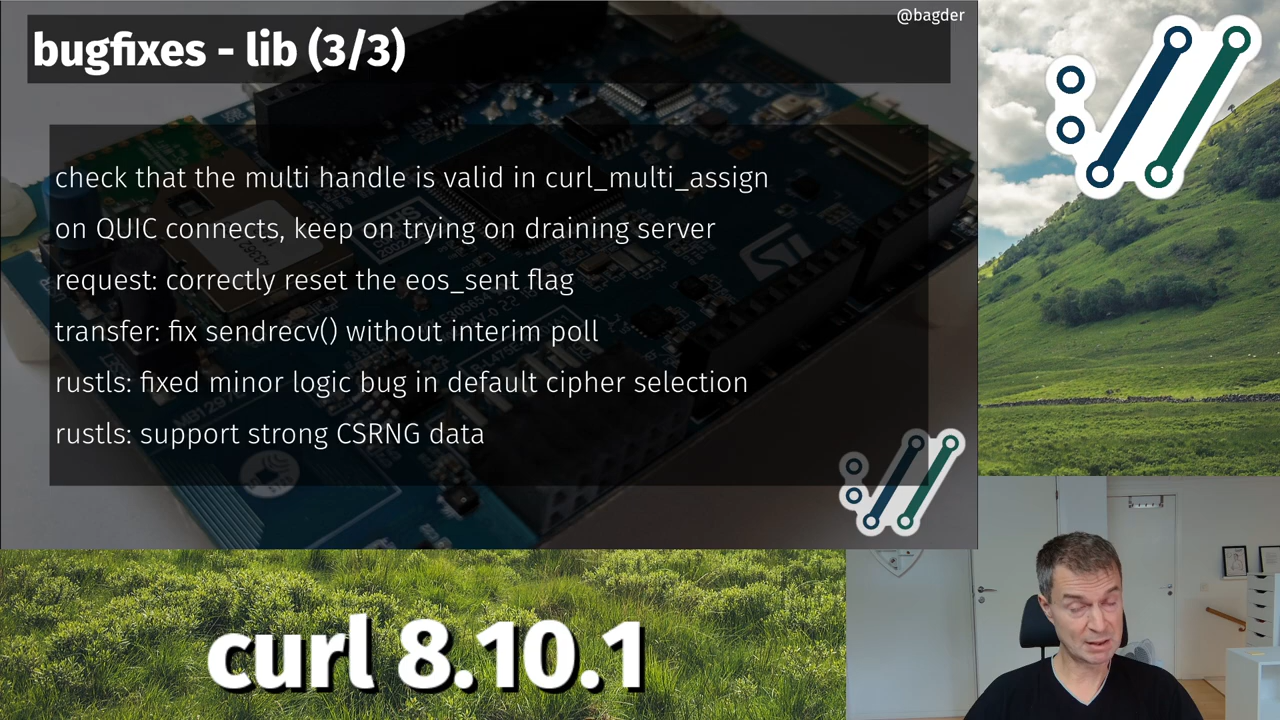 @bagder
bugfixes - lib (3/3)
check that the multi handle is valid in curl_multi_assign
on QUIC connects, keep on trying on draining server
request: correctly reset the eos_sent flag
transfer: fix sendrecv() without interim poll
rustls: fixed minor logic bug in default cipher selection
rustls: support strong CSRNG data
curl 8.10.1